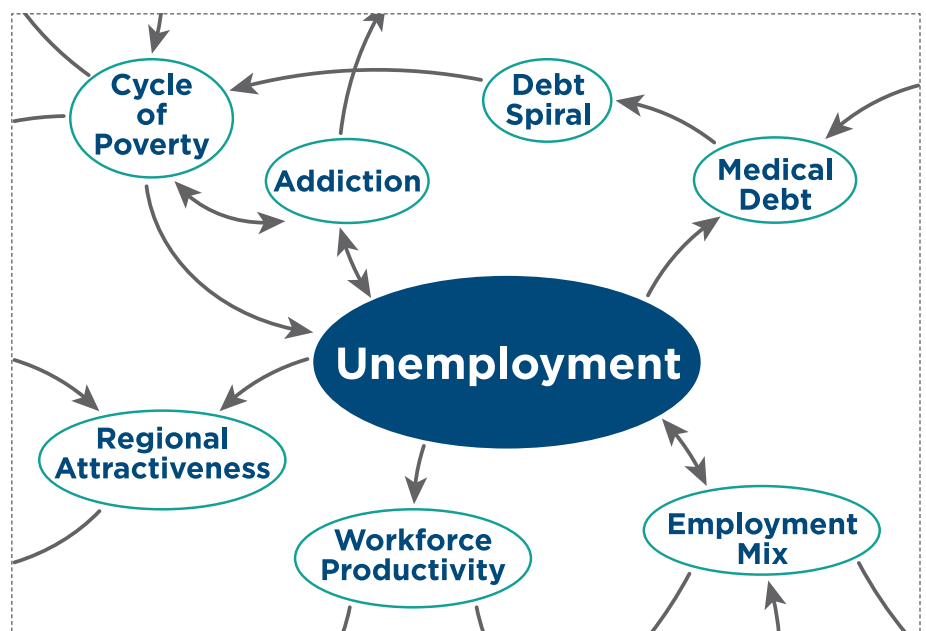 Cycle
of
Poverty
Debt
Spiral
Addiction
Medical
Debt
Unemployment
Regional
Attractiveness
Workforce
Productivity
Employment
Mix